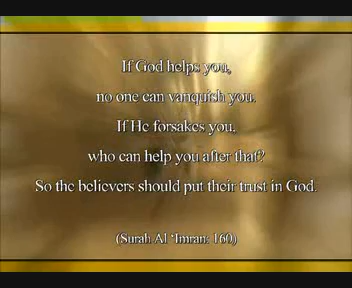 If God helps you,
no one can vanquish you.
If He forsakes you,
who can help you after that?
So the believers should put their trust in God.
(Surah Al 'Imran: 160)